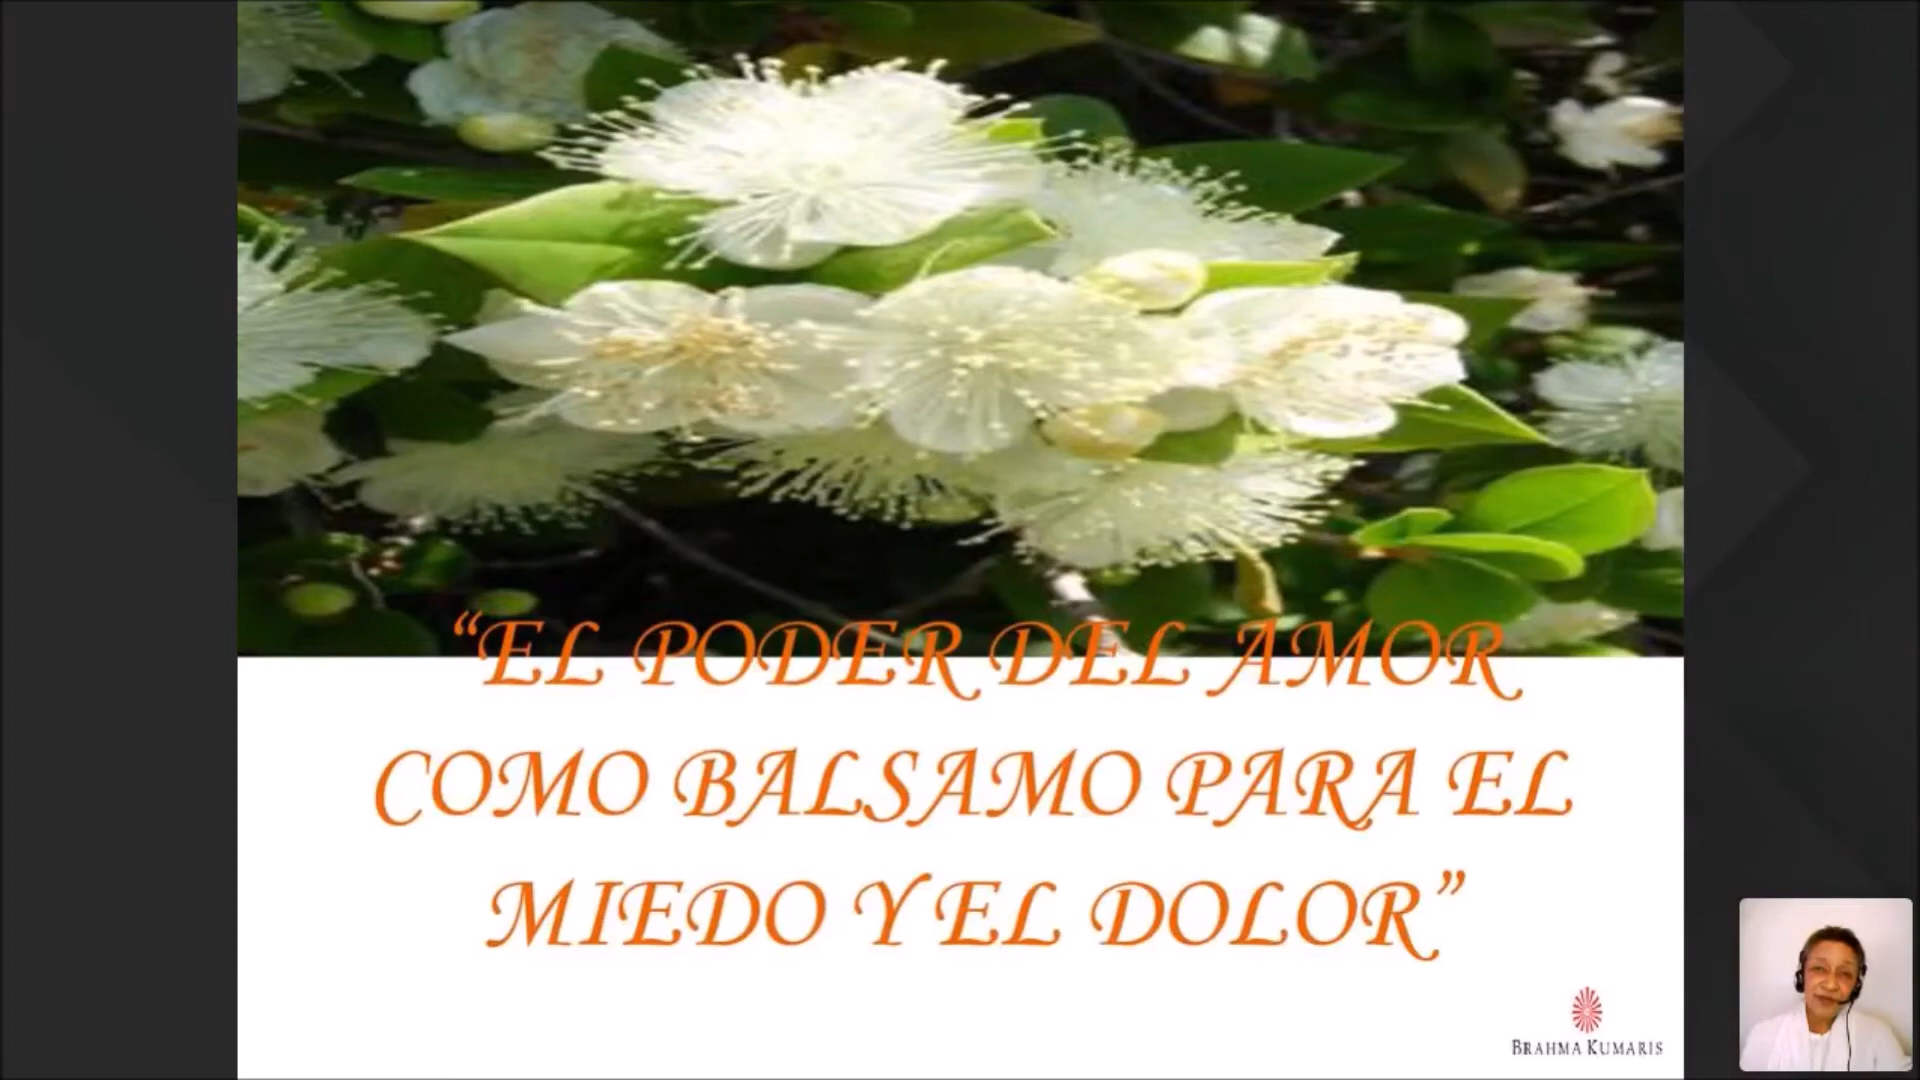 “EL PODER DEL AMOR
COMO BALSAMO PARA EL
MIEDO Y EL DOLOR”
BRAHMA KUMARIS